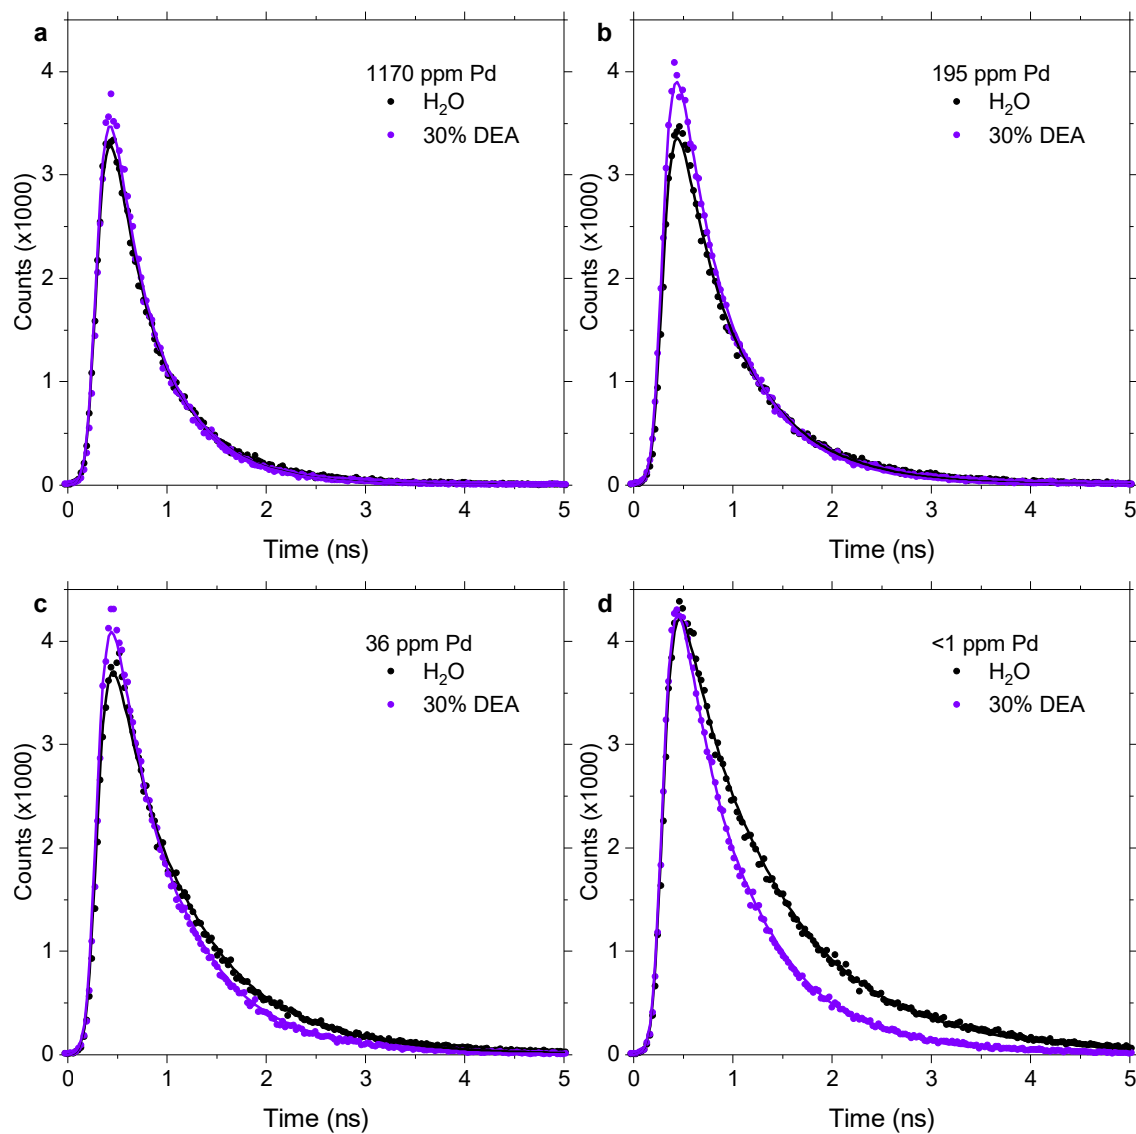 a
1170 ppm Pd
H₂O
30% DEA
Counts (x1000)
4
3
2
1
0
0 1 2 3 4 5
Time (ns)
b
195 ppm Pd
H₂O
30% DEA
Counts (x1000)
4
3
2
1
0
0 1 2 3 4 5
Time (ns)
c
36 ppm Pd
H₂O
30% DEA
Counts (x1000)
4
3
2
1
0
0 1 2 3 4 5
Time (ns)
d
<1 ppm Pd
H₂O
30% DEA
Counts (x1000)
4
3
2
1
0
0 1 2 3 4 5
Time (ns)